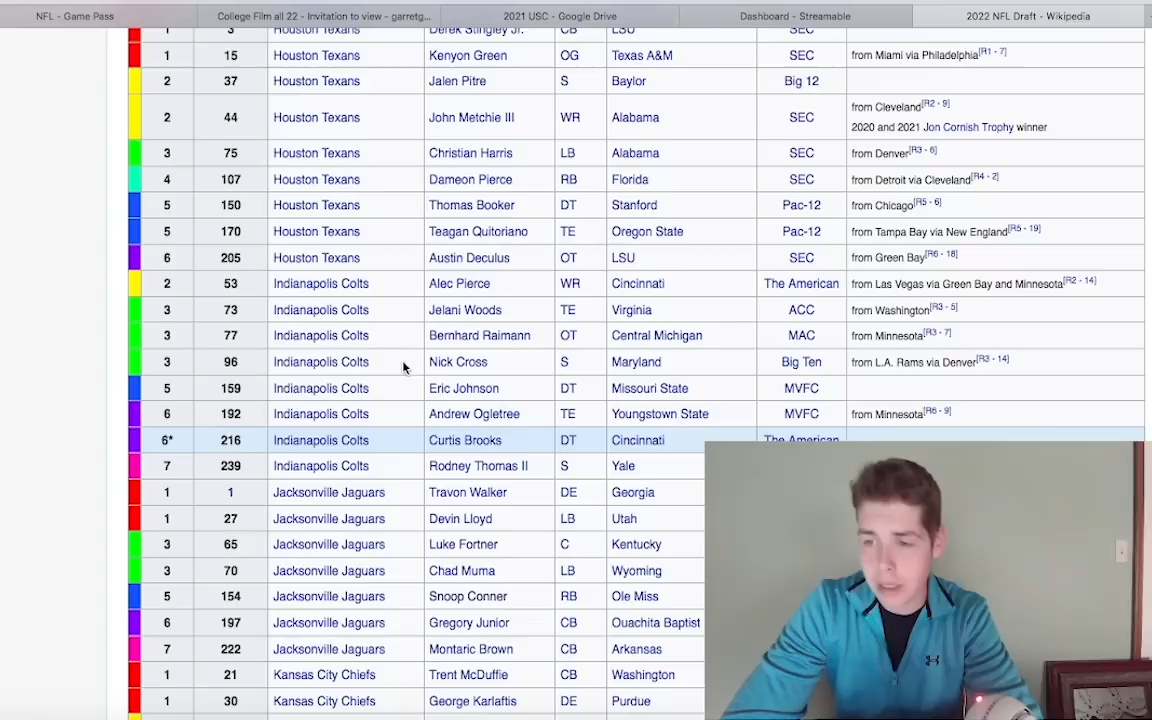 NFL - Game Pass College Film all 22 - Invitation to view - garretg... 2021 USC - Google Drive Dashboard - Streamable 2022 NFL Draft - Wikipedia
1 3 Houston Texans Derek Stingley Jr. CB LSU SEC
1 15 Houston Texans Kenyon Green OG Texas A&M SEC from Miami via Philadelphia[R1 - 7]
2 37 Houston Texans Jalen Pitre S Baylor Big 12
2 44 Houston Texans John Metchie III WR Alabama SEC from Cleveland[R2 - 9]
2020 and 2021 Jon Cornish Trophy winner
3 75 Houston Texans Christian Harris LB Alabama SEC from Denver[R3 - 6]
4 107 Houston Texans Dameon Pierce RB Florida SEC from Detroit via Cleveland[R4 - 2]
5 150 Houston Texans Thomas Booker DT Stanford Pac-12 from Chicago[R5 - 6]
5 170 Houston Texans Teagan Quitoriano TE Oregon State Pac-12 from Tampa Bay via New England[R5 - 19]
6 205 Houston Texans Austin Deculus OT LSU SEC from Green Bay[R6 - 18]
2 53 Indianapolis Colts Alec Pierce WR Cincinnati The American from Las Vegas via Green Bay and Minnesota[R2 - 14]
3 73 Indianapolis Colts Jelani Woods TE Virginia ACC from Washington[R3 - 5]
3 77 Indianapolis Colts Bernhard Raimann OT Central Michigan MAC from Minnesota[R3 - 7]
3 96 Indianapolis Colts Nick Cross S Maryland Big Ten from L.A. Rams via Denver[R3 - 14]
5 159 Indianapolis Colts Eric Johnson DT Missouri State MVFC
6 192 Indianapolis Colts Andrew Ogletree TE Youngstown State MVFC from Minnesota[R6 - 9]
6* 216 Indianapolis Colts Curtis Brooks DT Cincinnati The American
7 239 Indianapolis Colts Rodney Thomas II S Yale
1 1 Jacksonville Jaguars Travon Walker DE Georgia
1 27 Jacksonville Jaguars Devin Lloyd LB Utah
3 65 Jacksonville Jaguars Luke Fortner C Kentucky
3 70 Jacksonville Jaguars Chad Muma LB Wyoming
5 154 Jacksonville Jaguars Snoop Conner RB Ole Miss
6 197 Jacksonville Jaguars Gregory Junior CB Ouachita Baptist
7 222 Jacksonville Jaguars Montaric Brown CB Arkansas
1 21 Kansas City Chiefs Trent McDuffie CB Washington
1 30 Kansas City Chiefs George Karlaftis DE Purdue